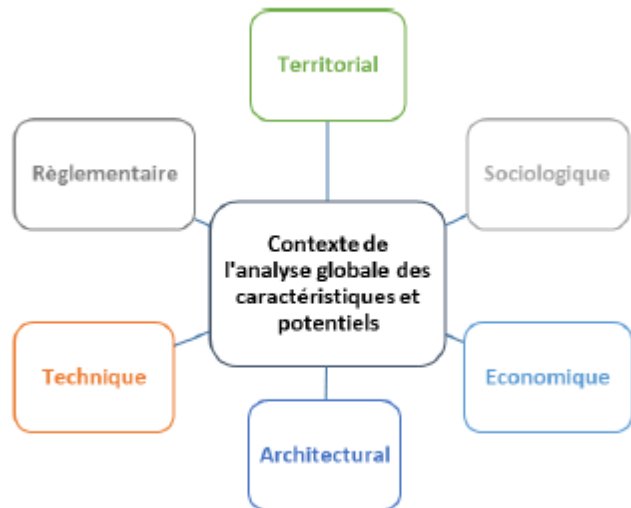 Territorial
Règlementaire
Sociologique
Contexte de
l'analyse globale des
caractéristiques et
potentiels
Technique
Economique
Architectural